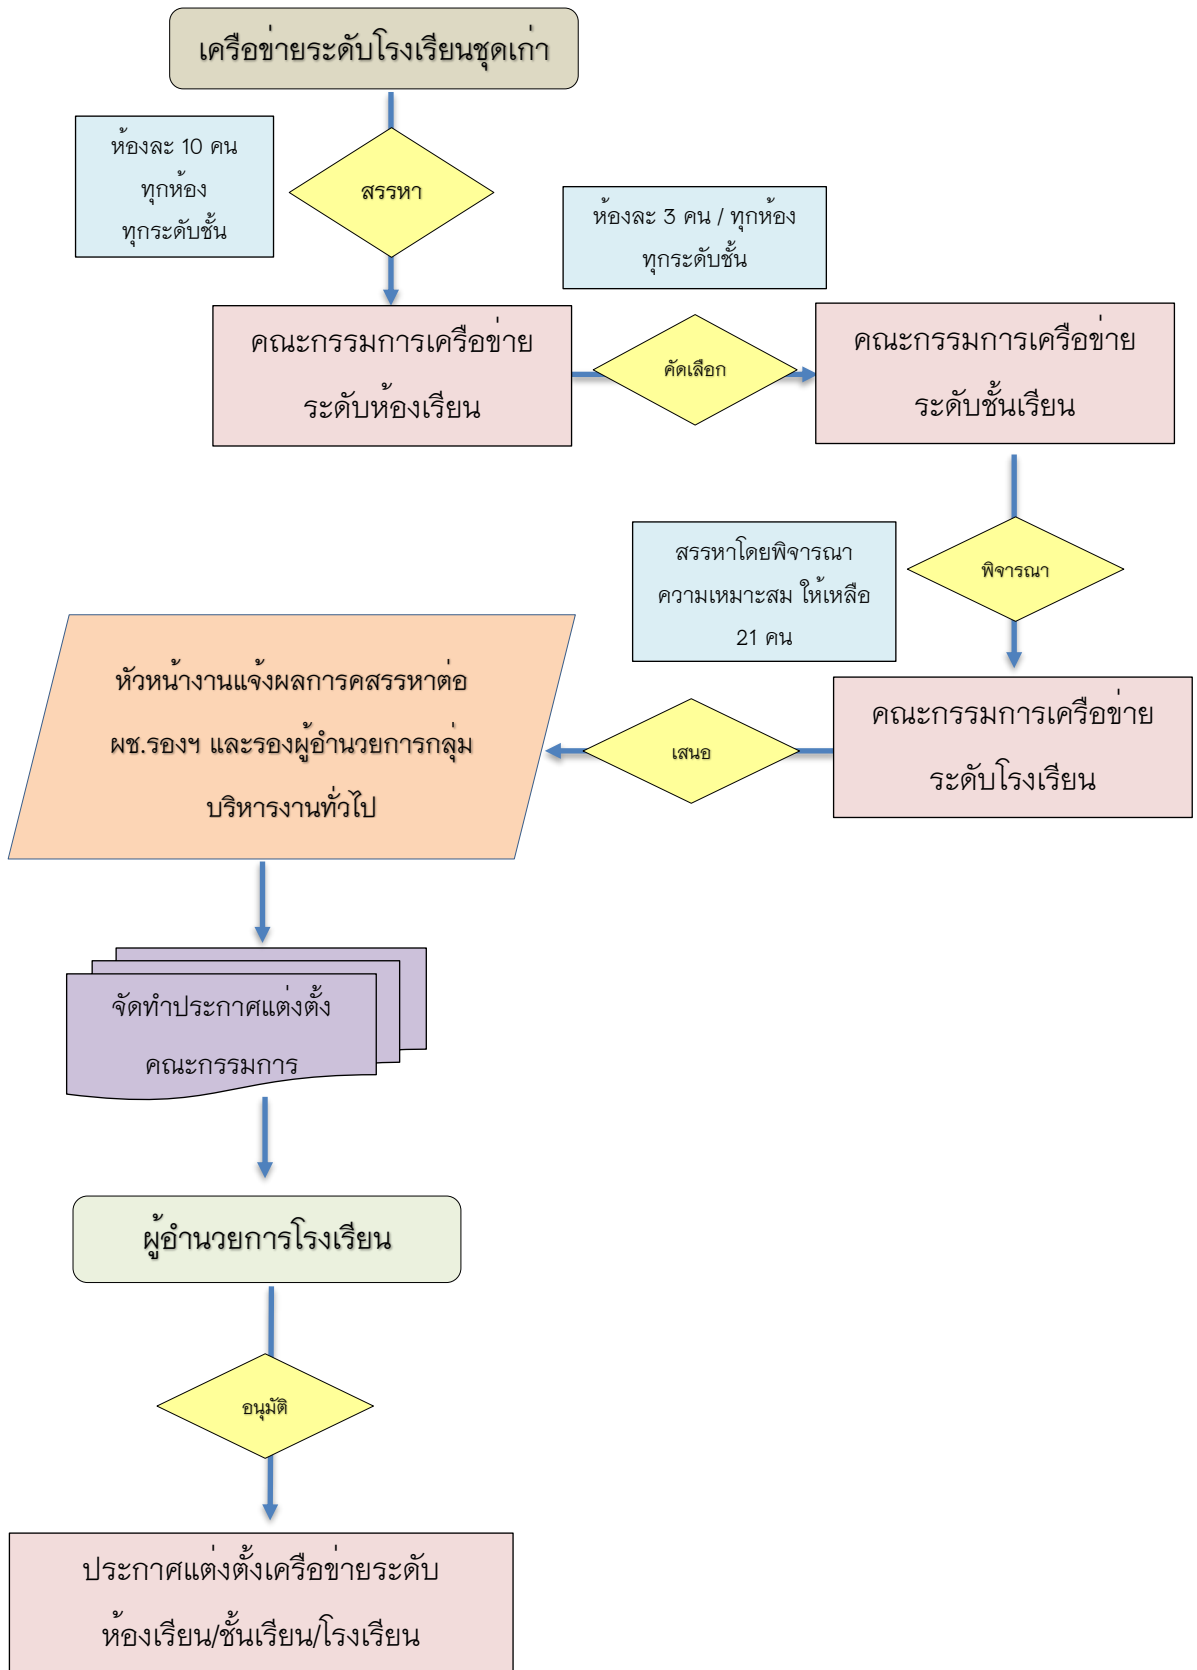 เครือข่ายระดับโรงเรียนชุดเก่า
ห้องละ 10 คน
ทุกห้อง
ทุกระดับชั้น
สรรหา
ห้องละ 3 คน / ทุกห้อง
ทุกระดับชั้น
คณะกรรมการเครือข่าย
ระดับห้องเรียน
คัดเลือก
คณะกรรมการเครือข่าย
ระดับชั้นเรียน
สรรหาโดยพิจารณา
ความเหมาะสม ให้เหลือ
21 คน
พิจารณา
คณะกรรมการเครือข่าย
ระดับโรงเรียน
เสนอ
หัวหน้างานแจ้งผลการคสรรหาต่อ
ผช.รองฯ และรองผู้อำนวยการกลุ่ม
บริหารงานทั่วไป
จัดทำประกาศแต่งตั้ง
คณะกรรมการ
ผู้อำนวยการโรงเรียน
อนุมัติ
ประกาศแต่งตั้งเครือข่ายระดับ
ห้องเรียน/ชั้นเรียน/โรงเรียน